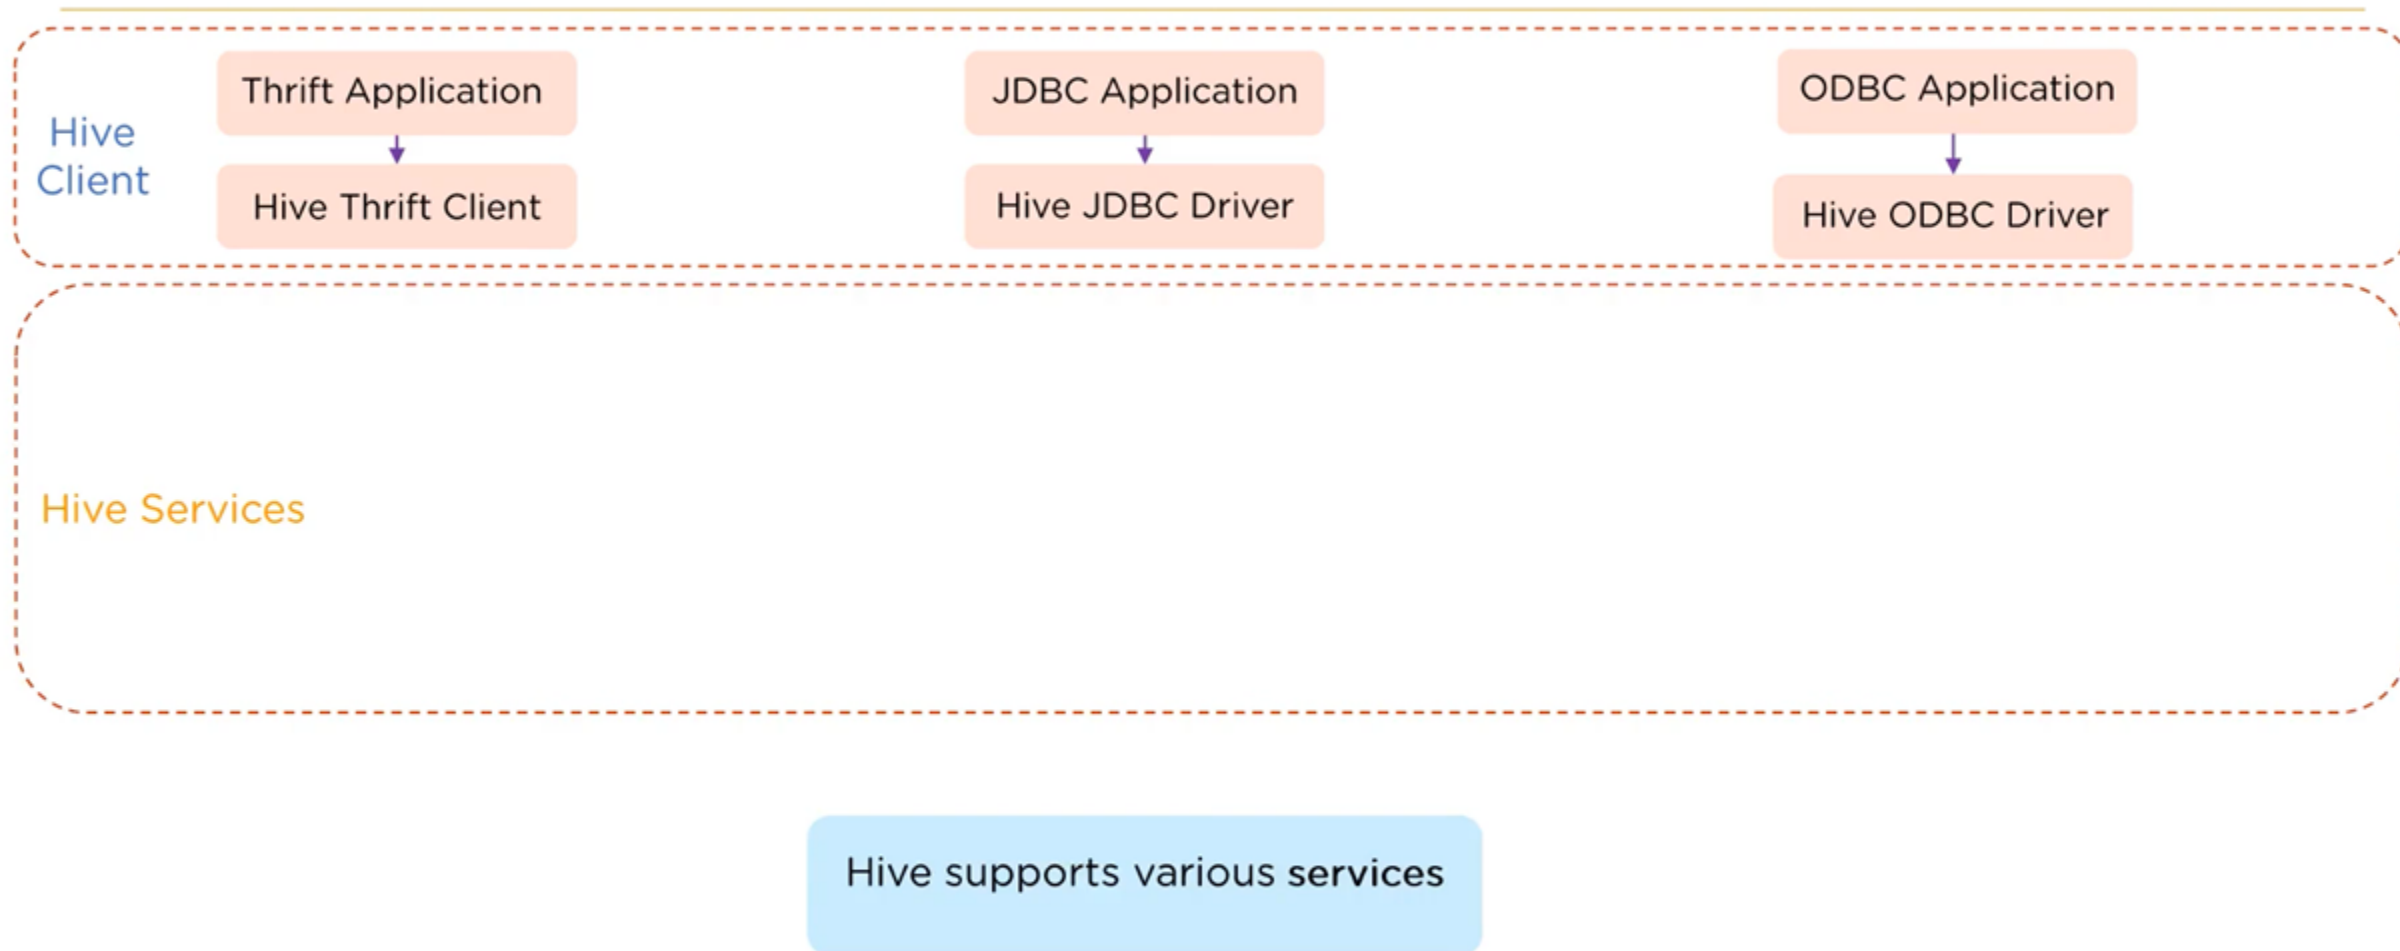 Thrift Application
JDBC Application
ODBC Application
Hive
Client
Hive Thrift Client
Hive JDBC Driver
Hive ODBC Driver
Hive Services
Hive supports various services